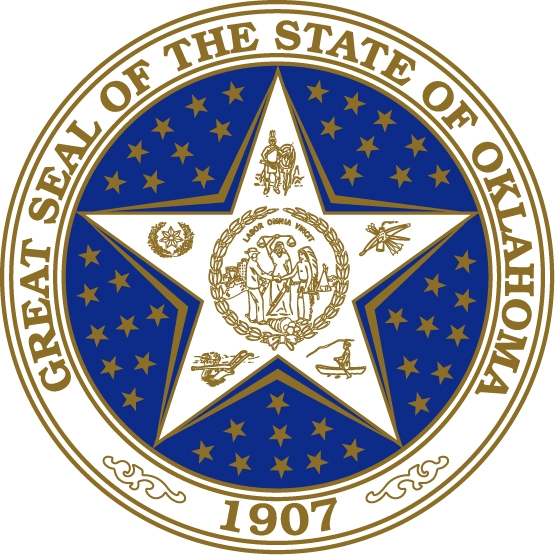 GREAT SEAL OF THE STATE OF OKLAHOMA
LABOR OMNIA VINCIT
1907